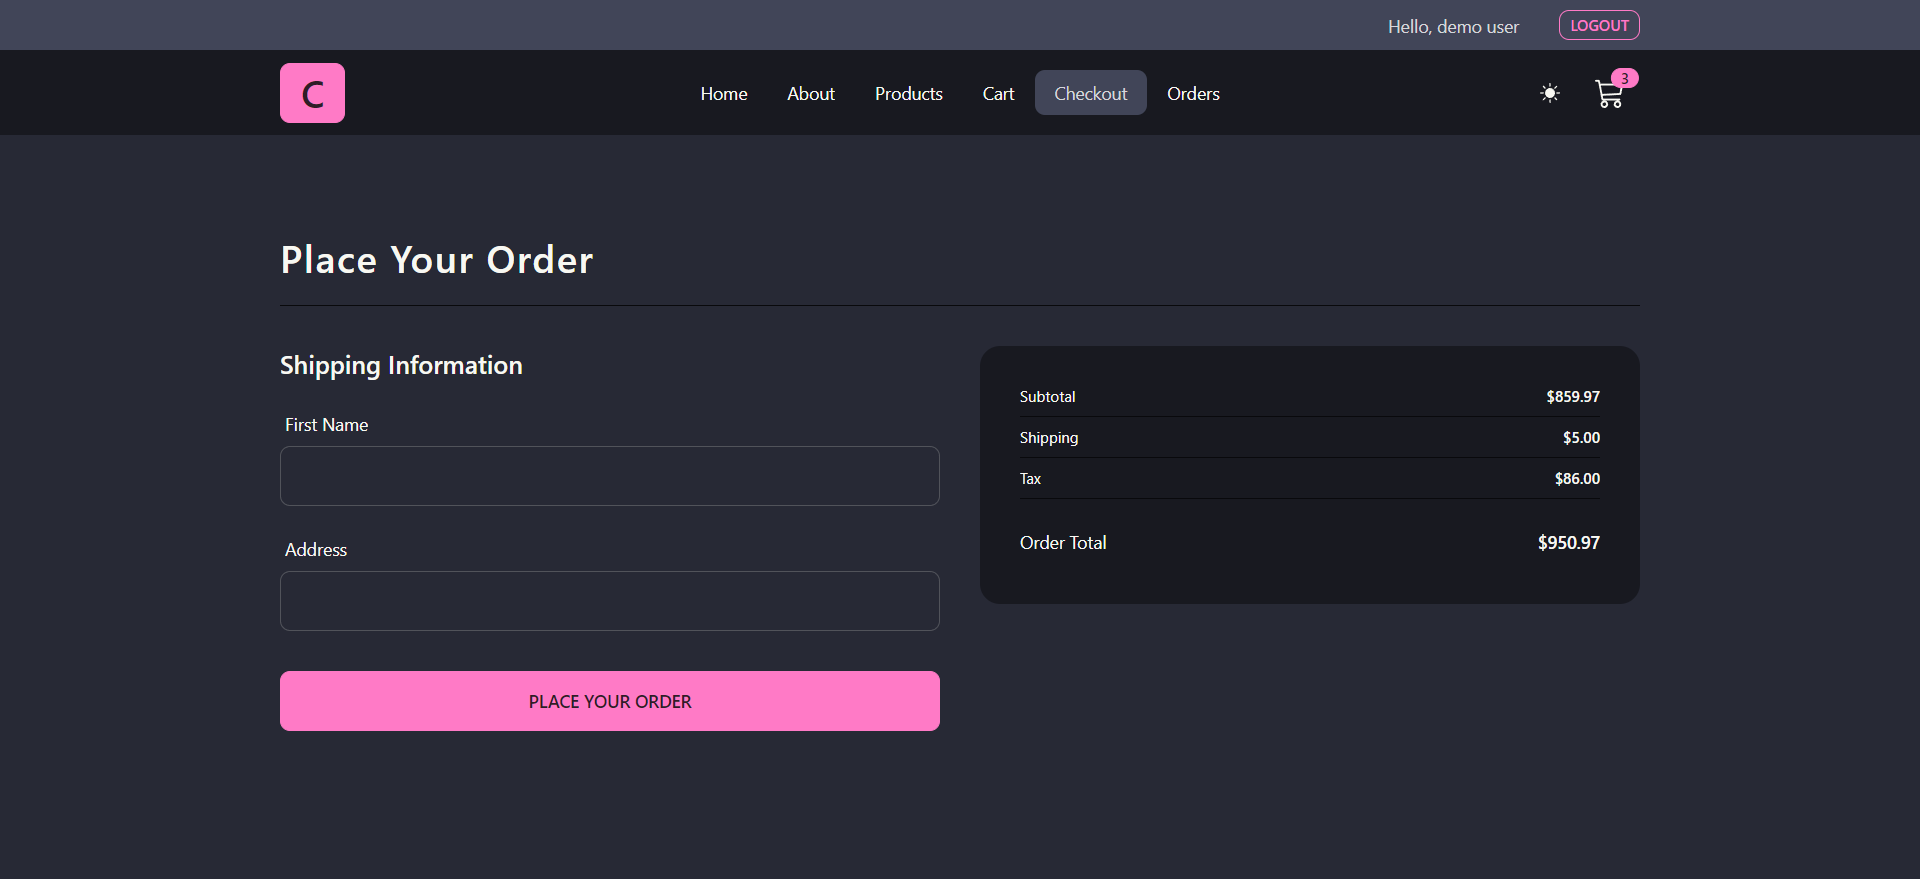 Hello, demo user LOGOUT
C Home About Products Cart Checkout Orders 3
Place Your Order
Shipping Information
First Name
Address
PLACE YOUR ORDER
Subtotal $859.97
Shipping $5.00
Tax $86.00
Order Total $950.97